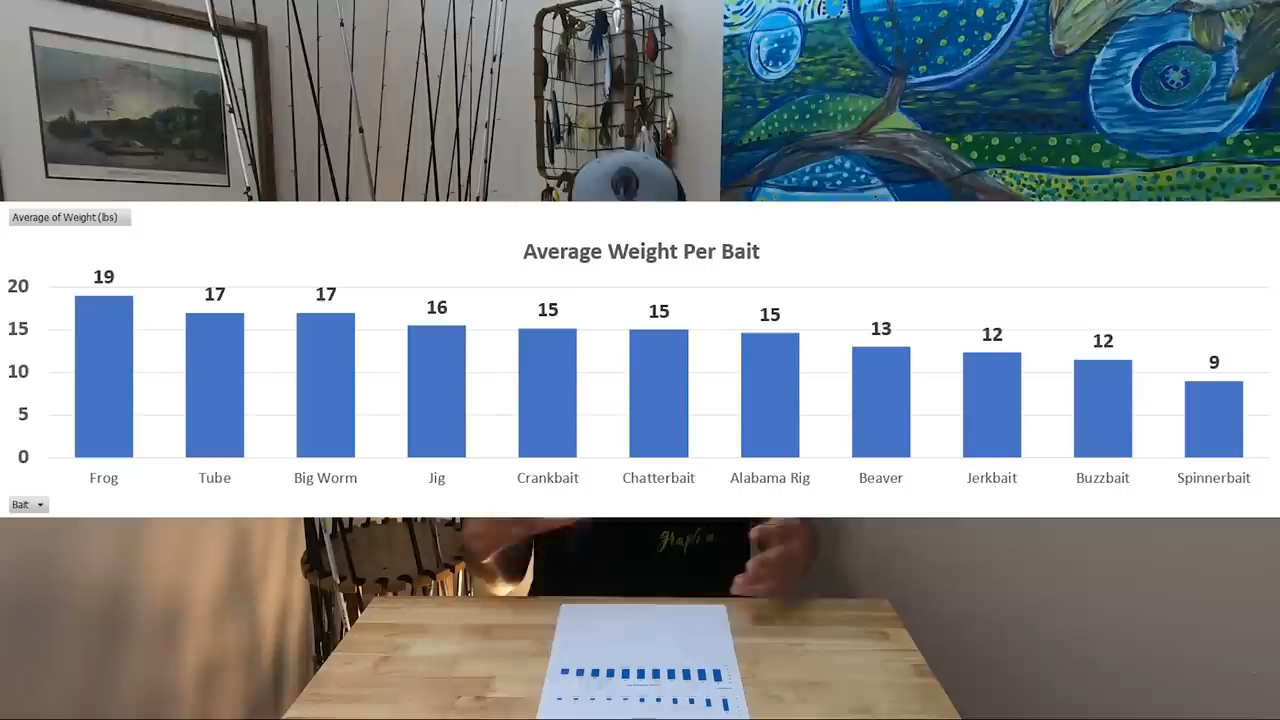 Average of Weight (lbs)
Average Weight Per Bait
20
15
10
5
0
19
17
17
16
15
15
15
13
12
12
9
Frog
Tube
Big Worm
Jig
Crankbait
Chatterbait
Alabama Rig
Beaver
Jerkbait
Buzzbait
Spinnerbait
Bait